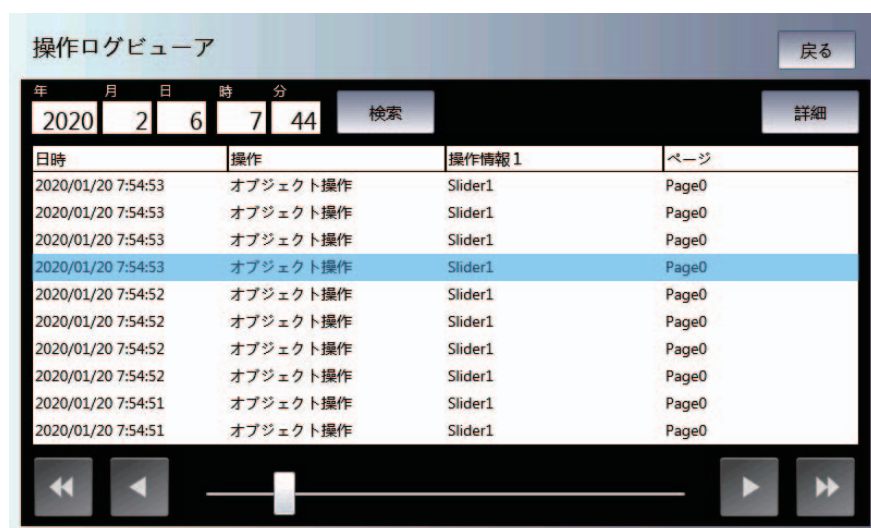 操作ログビューア 戻る
年 月 日 時 分
2020 2 6 7 44 検索 詳細
日時 操作 操作情報1 ページ
2020/01/20 7:54:53 オブジェクト操作 Slider1 Page0
2020/01/20 7:54:53 オブジェクト操作 Slider1 Page0
2020/01/20 7:54:53 オブジェクト操作 Slider1 Page0
2020/01/20 7:54:53 オブジェクト操作 Slider1 Page0
2020/01/20 7:54:52 オブジェクト操作 Slider1 Page0
2020/01/20 7:54:52 オブジェクト操作 Slider1 Page0
2020/01/20 7:54:52 オブジェクト操作 Slider1 Page0
2020/01/20 7:54:52 オブジェクト操作 Slider1 Page0
2020/01/20 7:54:51 オブジェクト操作 Slider1 Page0
2020/01/20 7:54:51 オブジェクト操作 Slider1 Page0